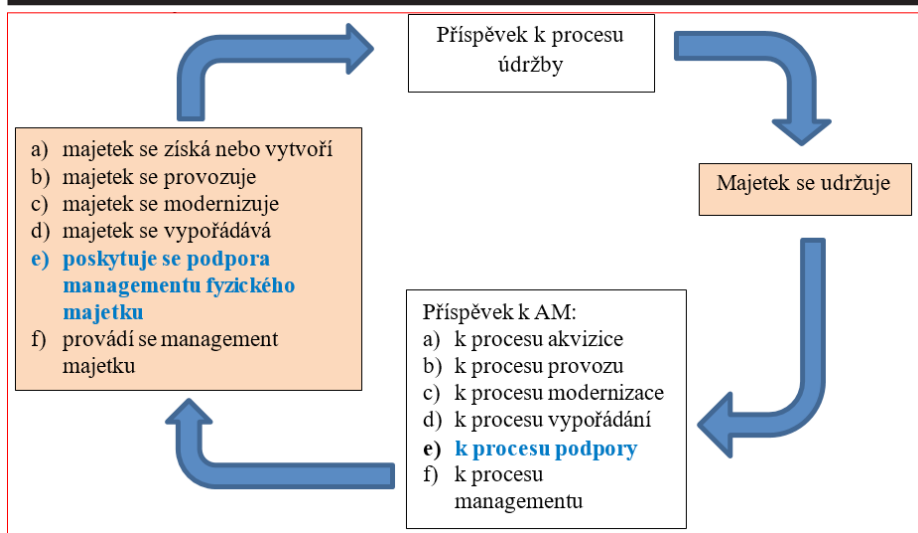 Příspěvek k procesu
údržby
a) majetek se získá nebo vytvoří
b) majetek se provozuje
c) majetek se modernizuje
d) majetek se vypořádává
e) poskytuje se podpora
managementu fyzického
majetku
f) provádí se management
majetku
Majetek se udržuje
Příspěvek k AM:
a) k procesu akvizice
b) k procesu provozu
c) k procesu modernizace
d) k procesu vypořádání
e) k procesu podpory
f) k procesu
managementu